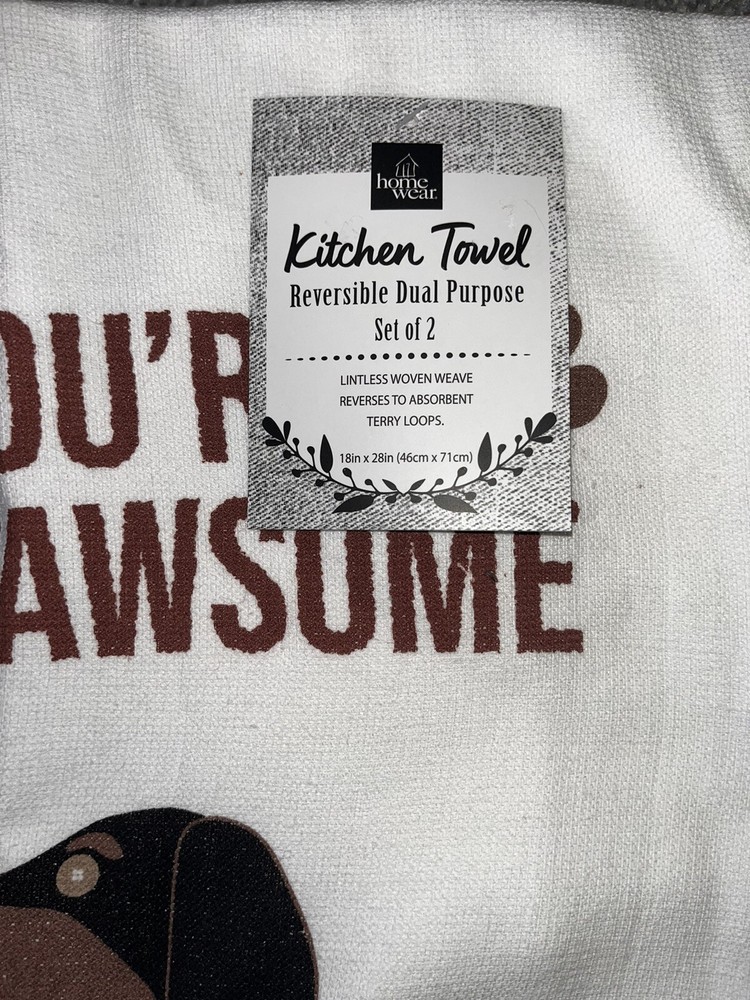 home
wear.
Kitchen Towel
Reversible Dual Purpose
Set of 2
LINTLESS WOVEN WEAVE
REVERSES TO ABSORBENT
TERRY LOOPS.
18in x 28in (46cm x 71cm)
OU'R
AWSOME